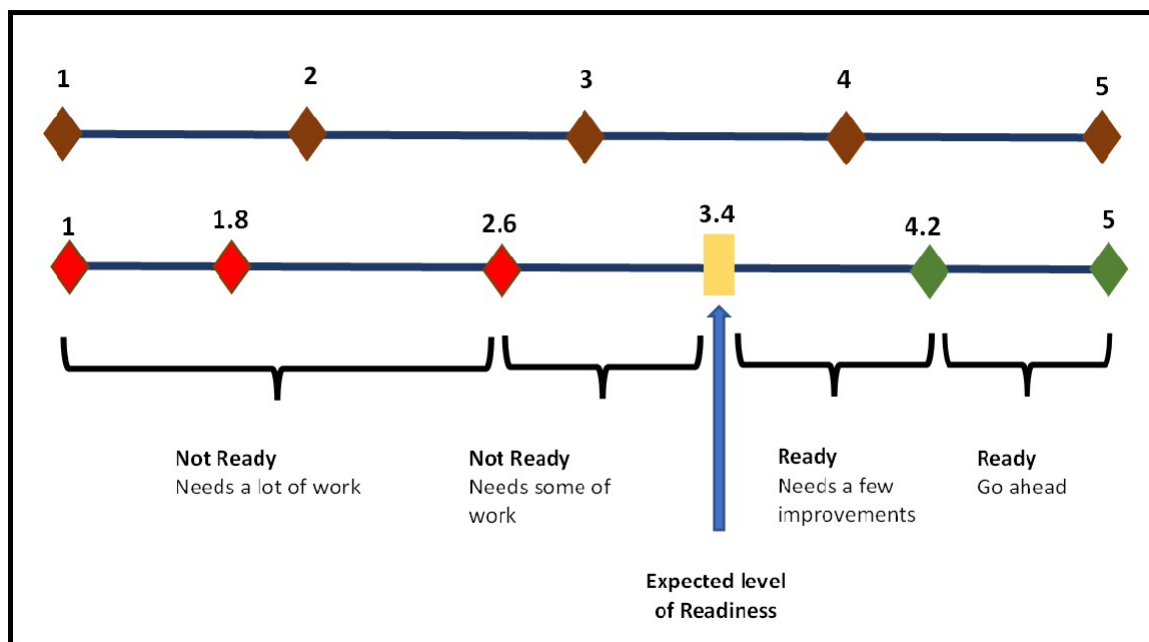 1 2 3 4 5
1 1.8 2.6 3.4 4.2 5
Not Ready
Needs a lot of work
Not Ready
Needs some of
work
Ready
Needs a few
improvements
Ready
Go ahead
Expected level
of Readiness